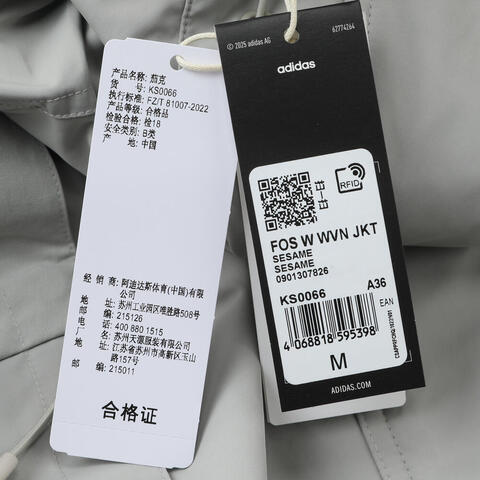 产品名称: 茄克
货 号: KS0066
执行标准: FZ/T 81007-2022
产品等级: 合格品
检验合格: 检18
安全类别: B类
产 地: 中国
经 销 商: 阿迪达斯体育(中国)有限公司
地 址: 苏州工业园区唯胜路508号
邮 编: 215126
电 话: 400 880 1515
厂 名: 苏州天源服装有限公司
地 址: 江苏省苏州市高新区玉山路157号
邮 编: 215011
合格证
© 2025 adidas AG
62774264
adidas
RFID
FOS W WVN JKT
SESAME
SESAME
0901307826
KS0066 A36
EAN
4 068818 595398
M
ADIDAS.COM